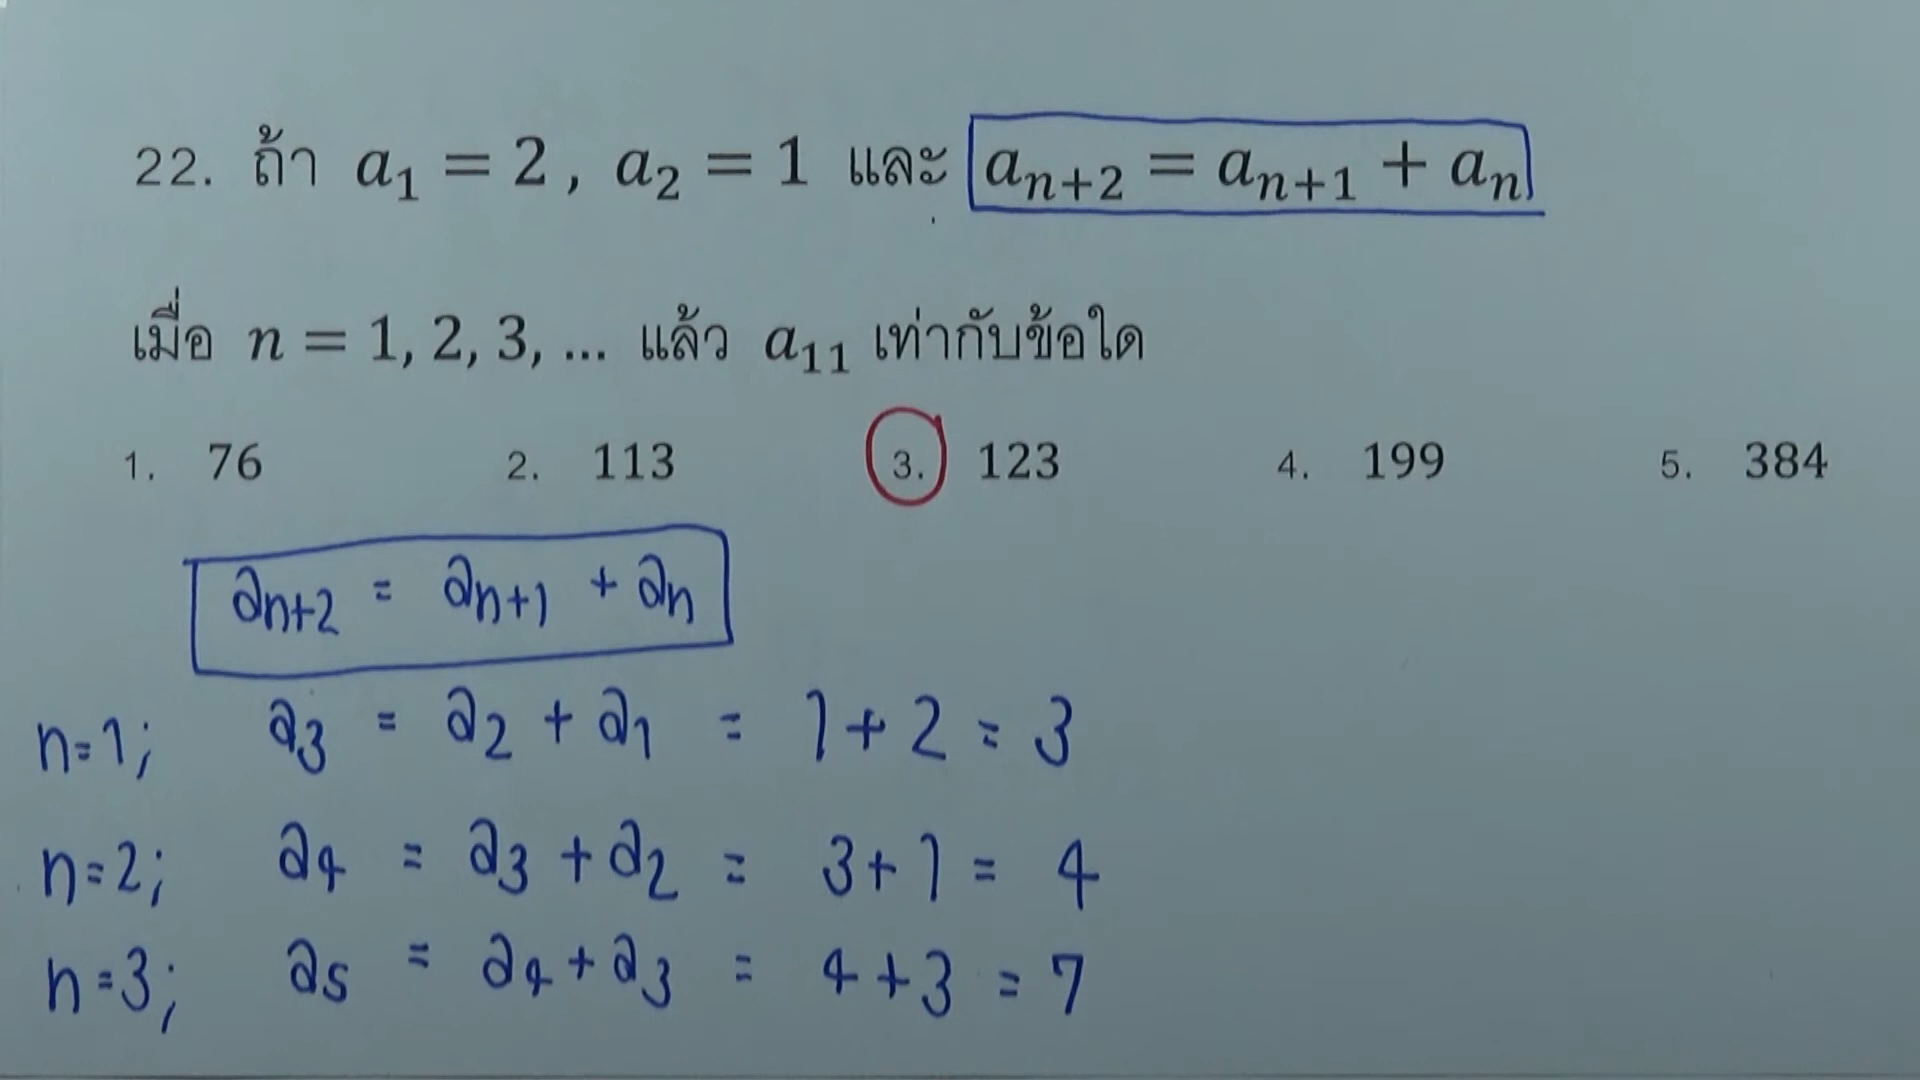 22. ถ้า a₁ = 2 , a₂ = 1 และ aₙ₊₂ = aₙ₊₁ + aₙ
เมื่อ n = 1, 2, 3, ... แล้ว a₁₁ เท่ากับข้อใด
1. 76 2. 113 3. 123 4. 199 5. 384
aₙ₊₂ = aₙ₊₁ + aₙ
n=1; a₃ = a₂ + a₁ = 1 + 2 = 3
n=2; a₄ = a₃ + a₂ = 3 + 1 = 4
n=3; a₅ = a₄ + a₃ = 4 + 3 = 7